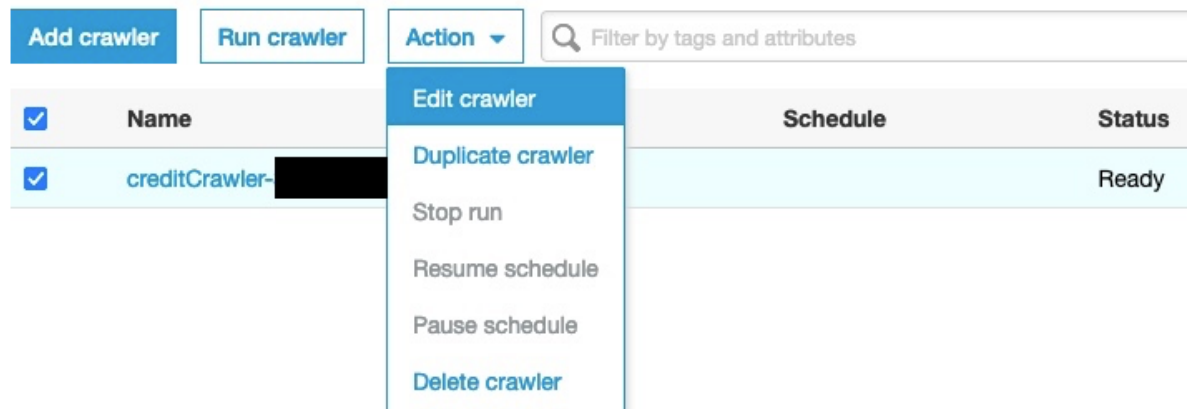 Add crawler Run crawler Action Filter by tags and attributes
Edit crawler
Name Schedule Status
Duplicate crawler
creditCrawler- Ready
Stop run
Resume schedule
Pause schedule
Delete crawler